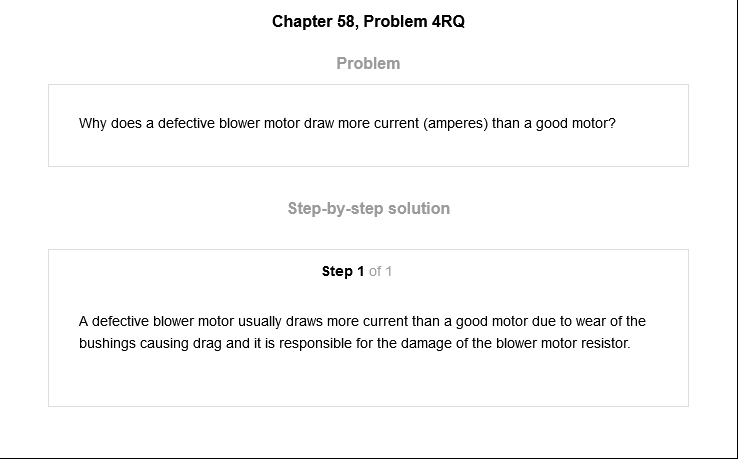 Chapter 58, Problem 4RQ
Problem
Why does a defective blower motor draw more current (amperes) than a good motor?
Step-by-step solution
Step 1 of 1
A defective blower motor usually draws more current than a good motor due to wear of the
bushings causing drag and it is responsible for the damage of the blower motor resistor.